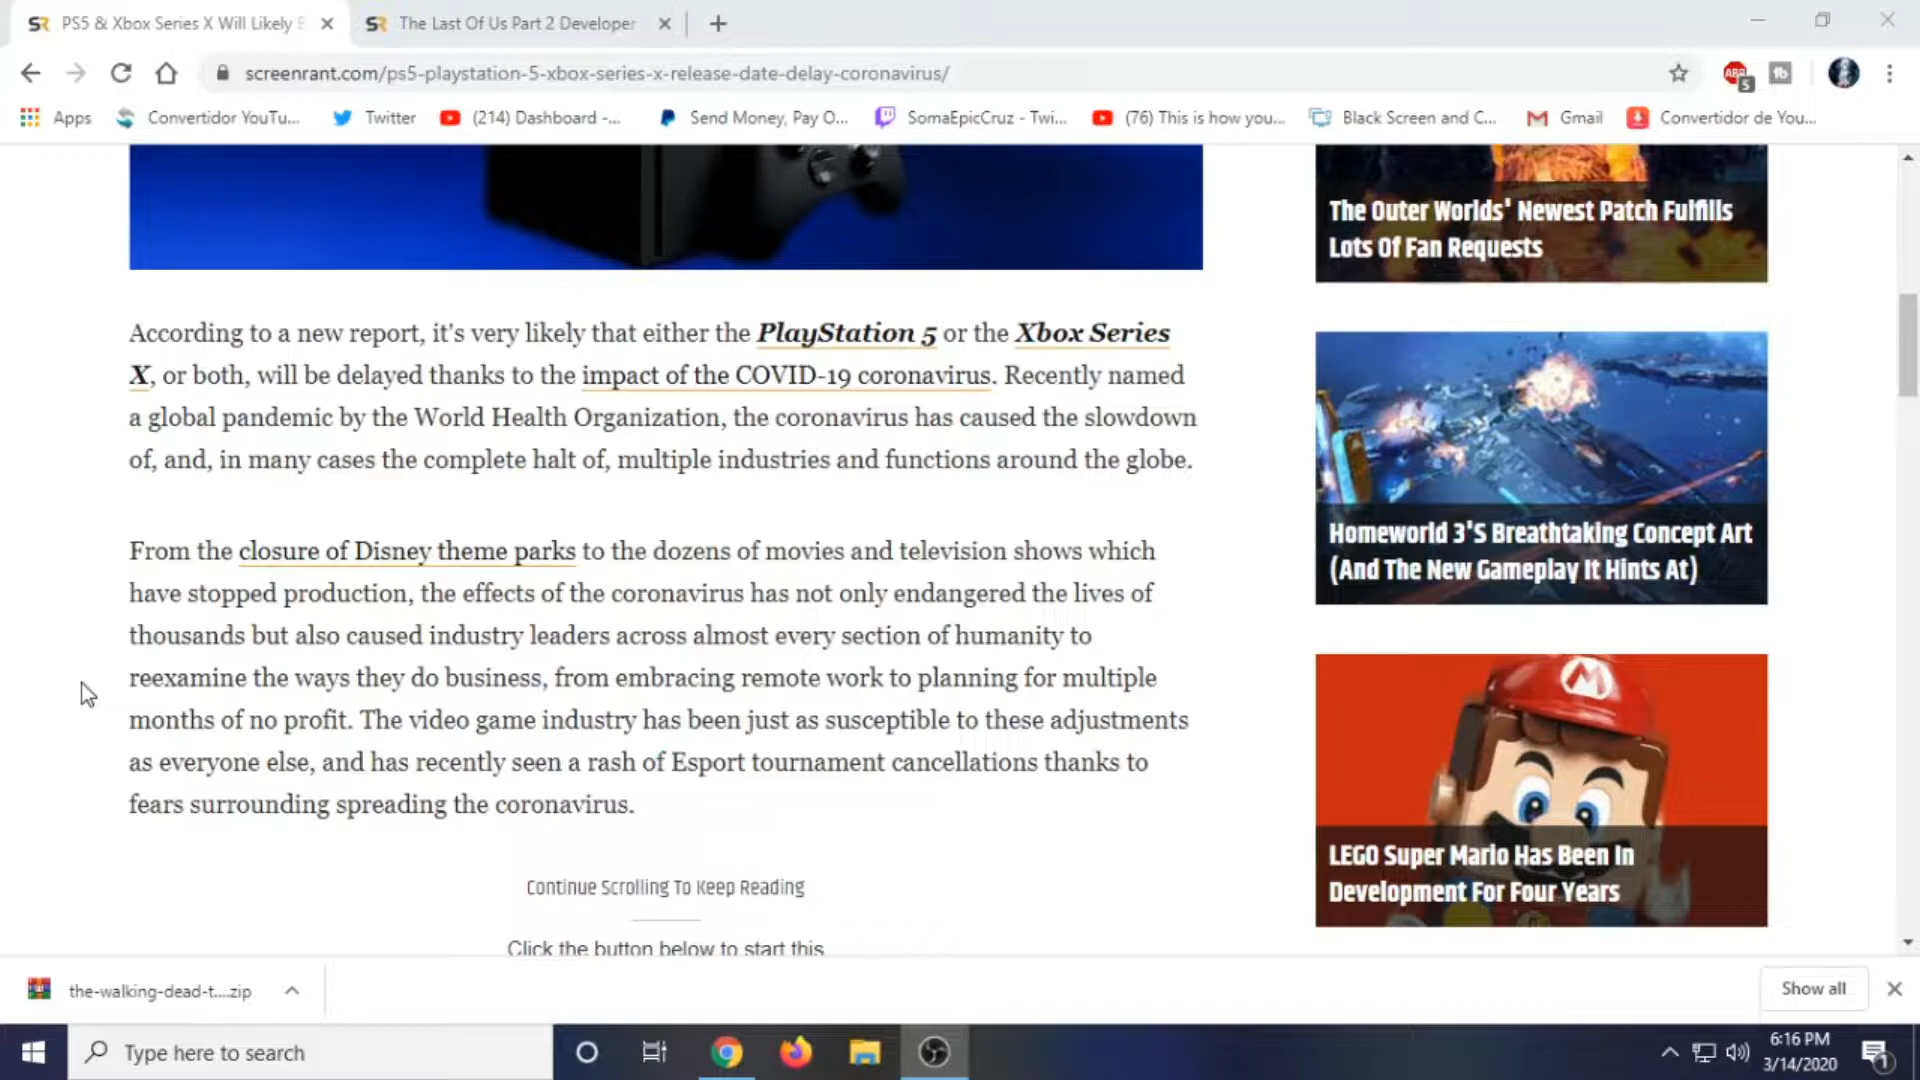 SR PS5 & Xbox Series X Will Likely B
SR The Last Of Us Part 2 Developer
screenrant.com/ps5-playstation-5-xbox-series-x-release-date-delay-coronavirus/
ABP 5
tb
Apps
Convertidor YouTu...
Twitter
(214) Dashboard -...
Send Money, Pay O...
SomaEpicCruz - Twi...
(76) This is how you...
Black Screen and C...
Gmail
Convertidor de You...
According to a new report, it's very likely that either the PlayStation 5 or the Xbox Series
X, or both, will be delayed thanks to the impact of the COVID-19 coronavirus. Recently named
a global pandemic by the World Health Organization, the coronavirus has caused the slowdown
of, and, in many cases the complete halt of, multiple industries and functions around the globe.
From the closure of Disney theme parks to the dozens of movies and television shows which
have stopped production, the effects of the coronavirus has not only endangered the lives of
thousands but also caused industry leaders across almost every section of humanity to
reexamine the ways they do business, from embracing remote work to planning for multiple
months of no profit. The video game industry has been just as susceptible to these adjustments
as everyone else, and has recently seen a rash of Esport tournament cancellations thanks to
fears surrounding spreading the coronavirus.
Continue Scrolling To Keep Reading
Click the button below to start this
The Outer Worlds' Newest Patch Fulfills
Lots Of Fan Requests
Homeworld 3'S Breathtaking Concept Art
(And The New Gameplay It Hints At)
M
LEGO Super Mario Has Been In
Development For Four Years
the-walking-dead-t....zip
Show all
Type here to search
6:16 PM
3/14/2020
1